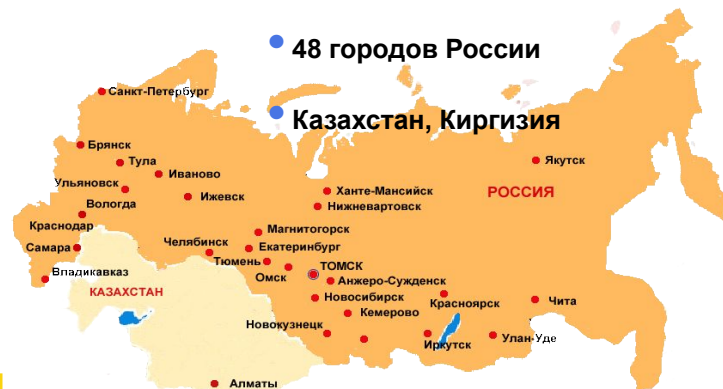 48 городов России
Казахстан, Киргизия
Санкт-Петербург
Брянск
Тула
Якутск
Иваново
Ульяновск
Ижевск
Ханте-Мансийск
РОССИЯ
Вологда
Нижневартовск
Краснодар
Магнитогорск
Самара
Челябинск
Екатеринбург
Тюмень
ТОМСК
Владикавказ
Омск
Анжеро-Сужденск
КАЗАХСТАН
Новосибирск
Красноярск
Чита
Кемерово
Новокузнецк
Иркутск
Улан-Уде
Алматы